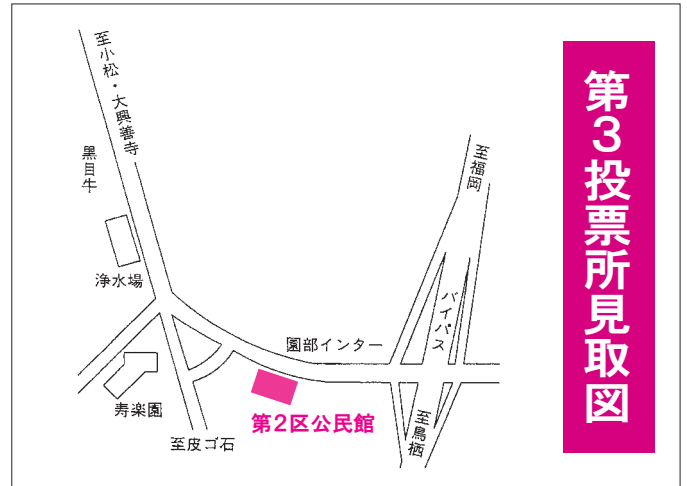 第3投票所見取図
至小松・大興善寺
黒目牛
浄水場
至福岡
バイパス
園部インター
寿楽園
第2区公民館
至皮ゴ石
至鳥栖